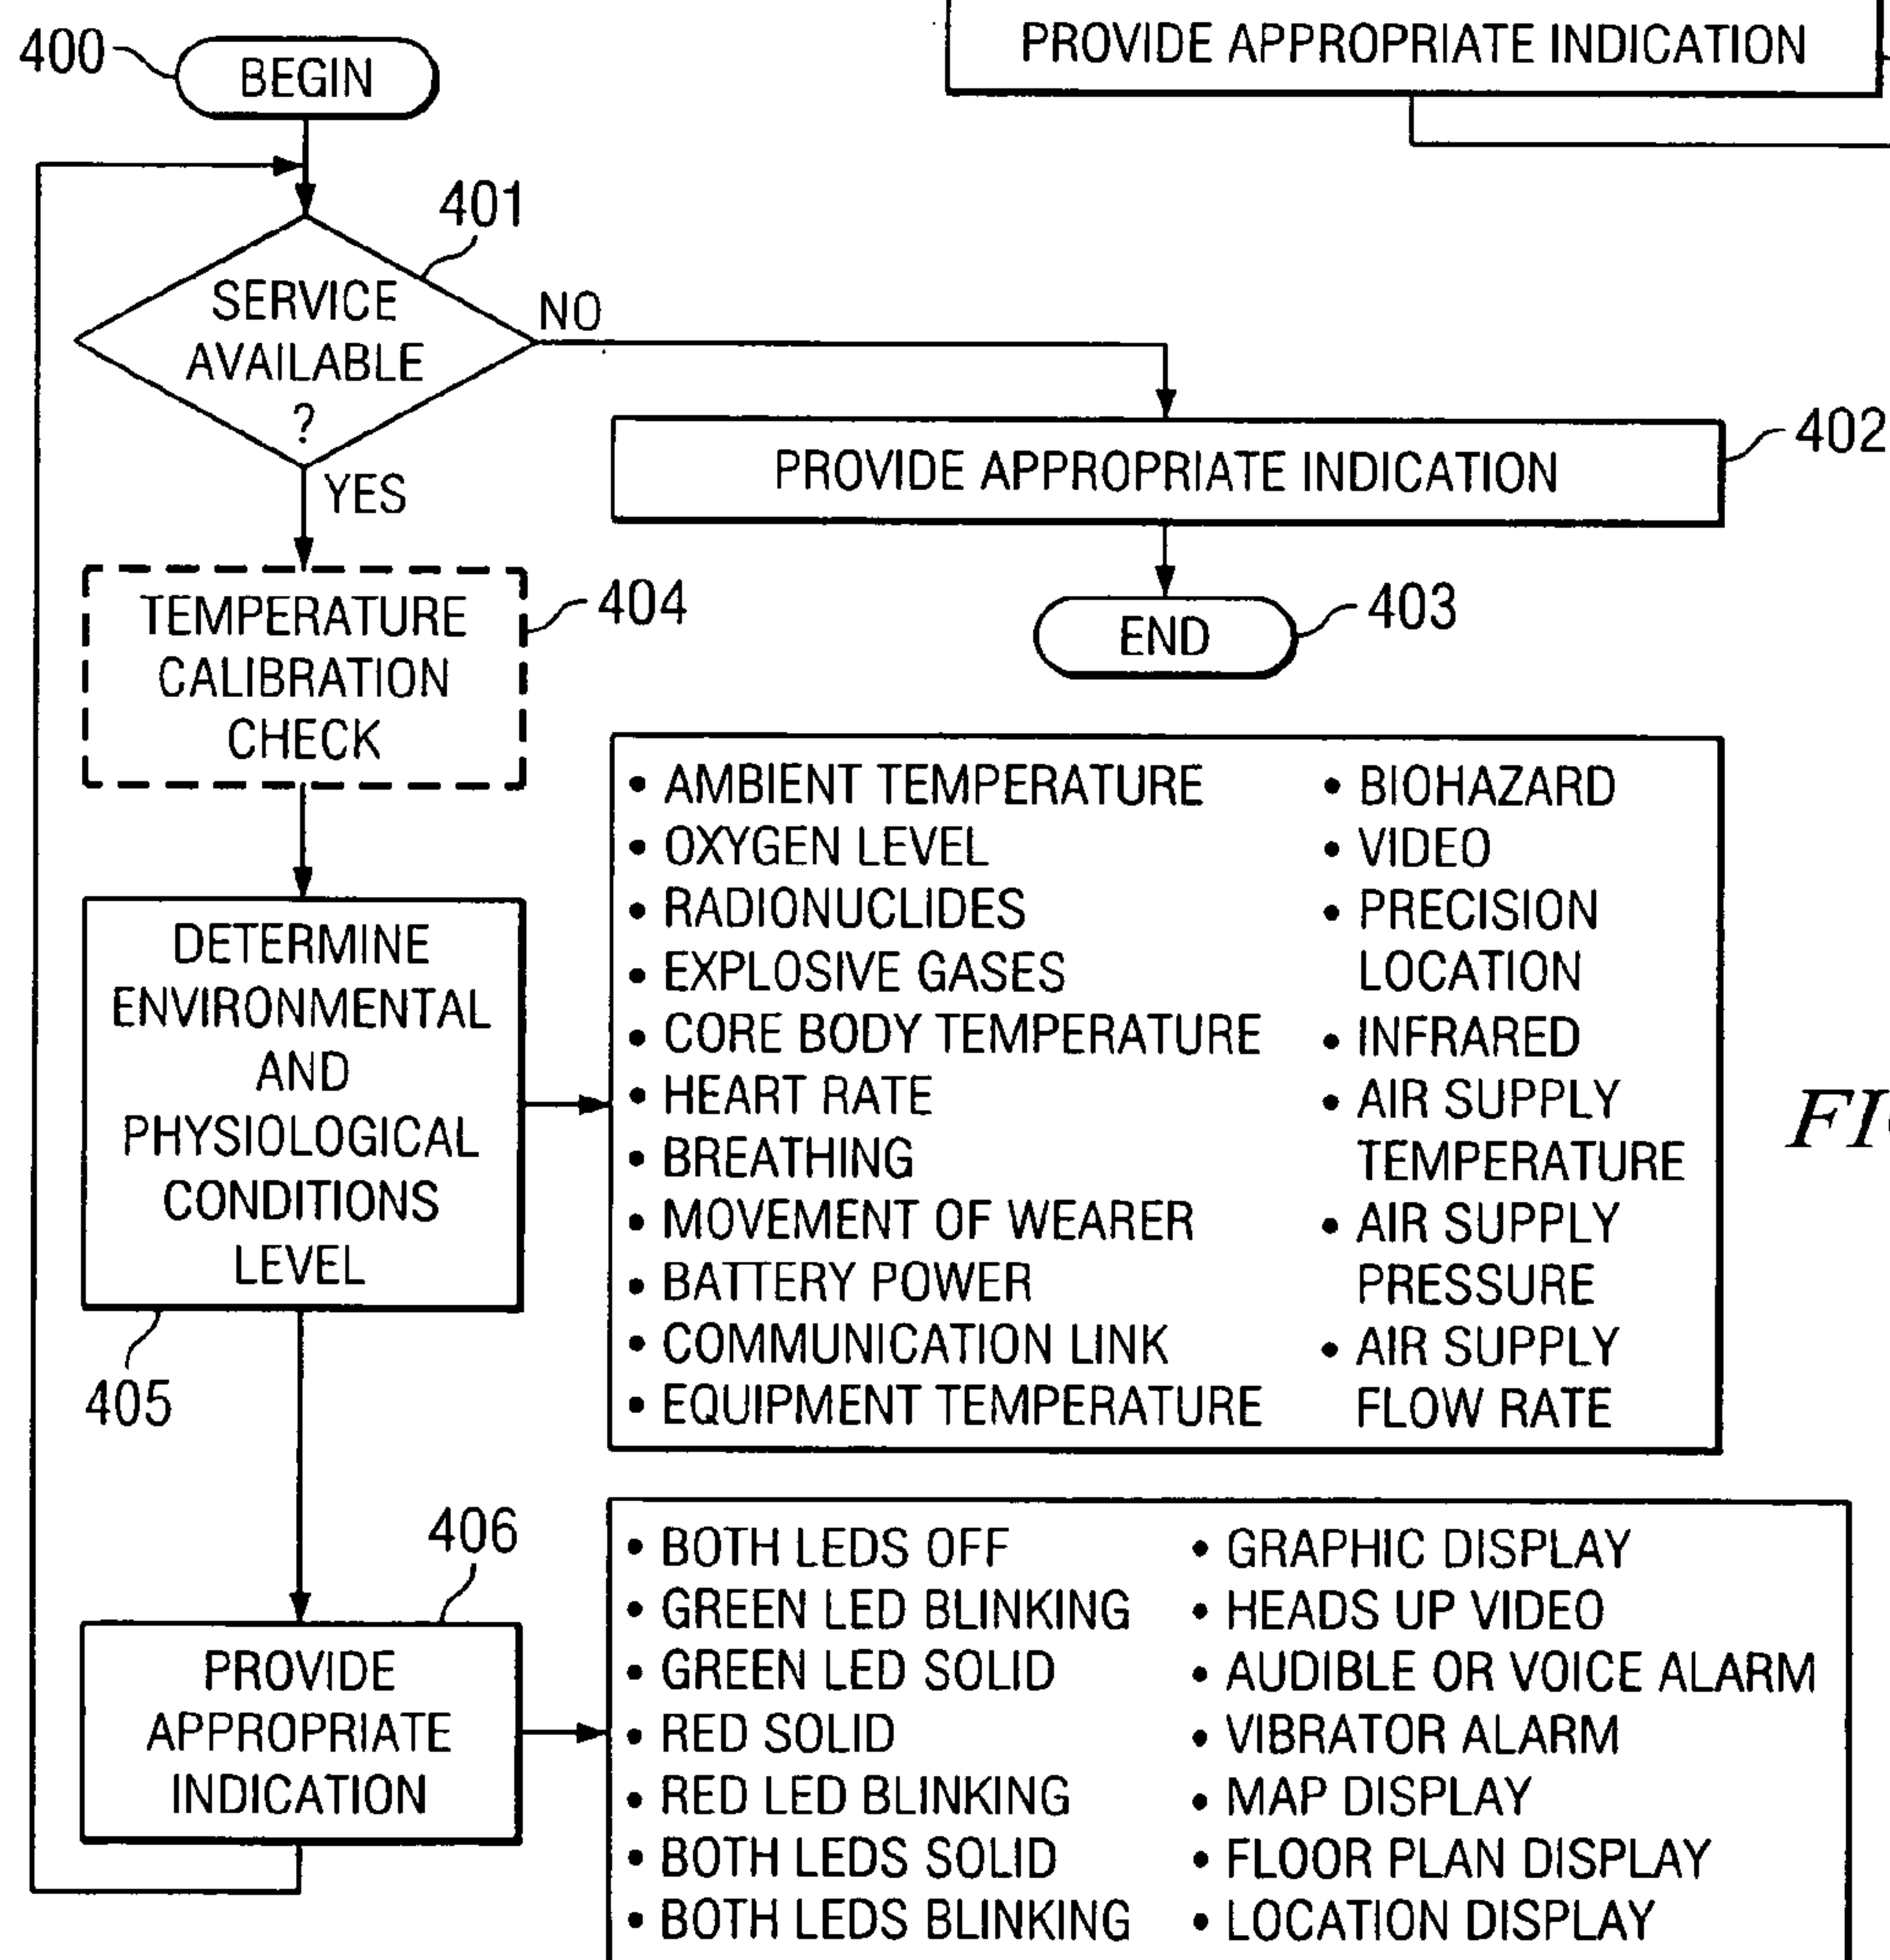 PROVIDE APPROPRIATE INDICATION
400
BEGIN
401
SERVICE
AVAILABLE
?
NO
YES
PROVIDE APPROPRIATE INDICATION
402
END
403
TEMPERATURE
CALIBRATION
CHECK
404
DETERMINE
ENVIRONMENTAL
AND
PHYSIOLOGICAL
CONDITIONS
LEVEL
405
• AMBIENT TEMPERATURE
• OXYGEN LEVEL
• RADIONUCLIDES
• EXPLOSIVE GASES
• CORE BODY TEMPERATURE
• HEART RATE
• BREATHING
• MOVEMENT OF WEARER
• BATTERY POWER
• COMMUNICATION LINK
• EQUIPMENT TEMPERATURE
• BIOHAZARD
• VIDEO
• PRECISION
LOCATION
• INFRARED
• AIR SUPPLY
TEMPERATURE
• AIR SUPPLY
PRESSURE
• AIR SUPPLY
FLOW RATE
406
PROVIDE
APPROPRIATE
INDICATION
• BOTH LEDS OFF
• GREEN LED BLINKING
• GREEN LED SOLID
• RED SOLID
• RED LED BLINKING
• BOTH LEDS SOLID
• BOTH LEDS BLINKING
• GRAPHIC DISPLAY
• HEADS UP VIDEO
• AUDIBLE OR VOICE ALARM
• VIBRATOR ALARM
• MAP DISPLAY
• FLOOR PLAN DISPLAY
• LOCATION DISPLAY